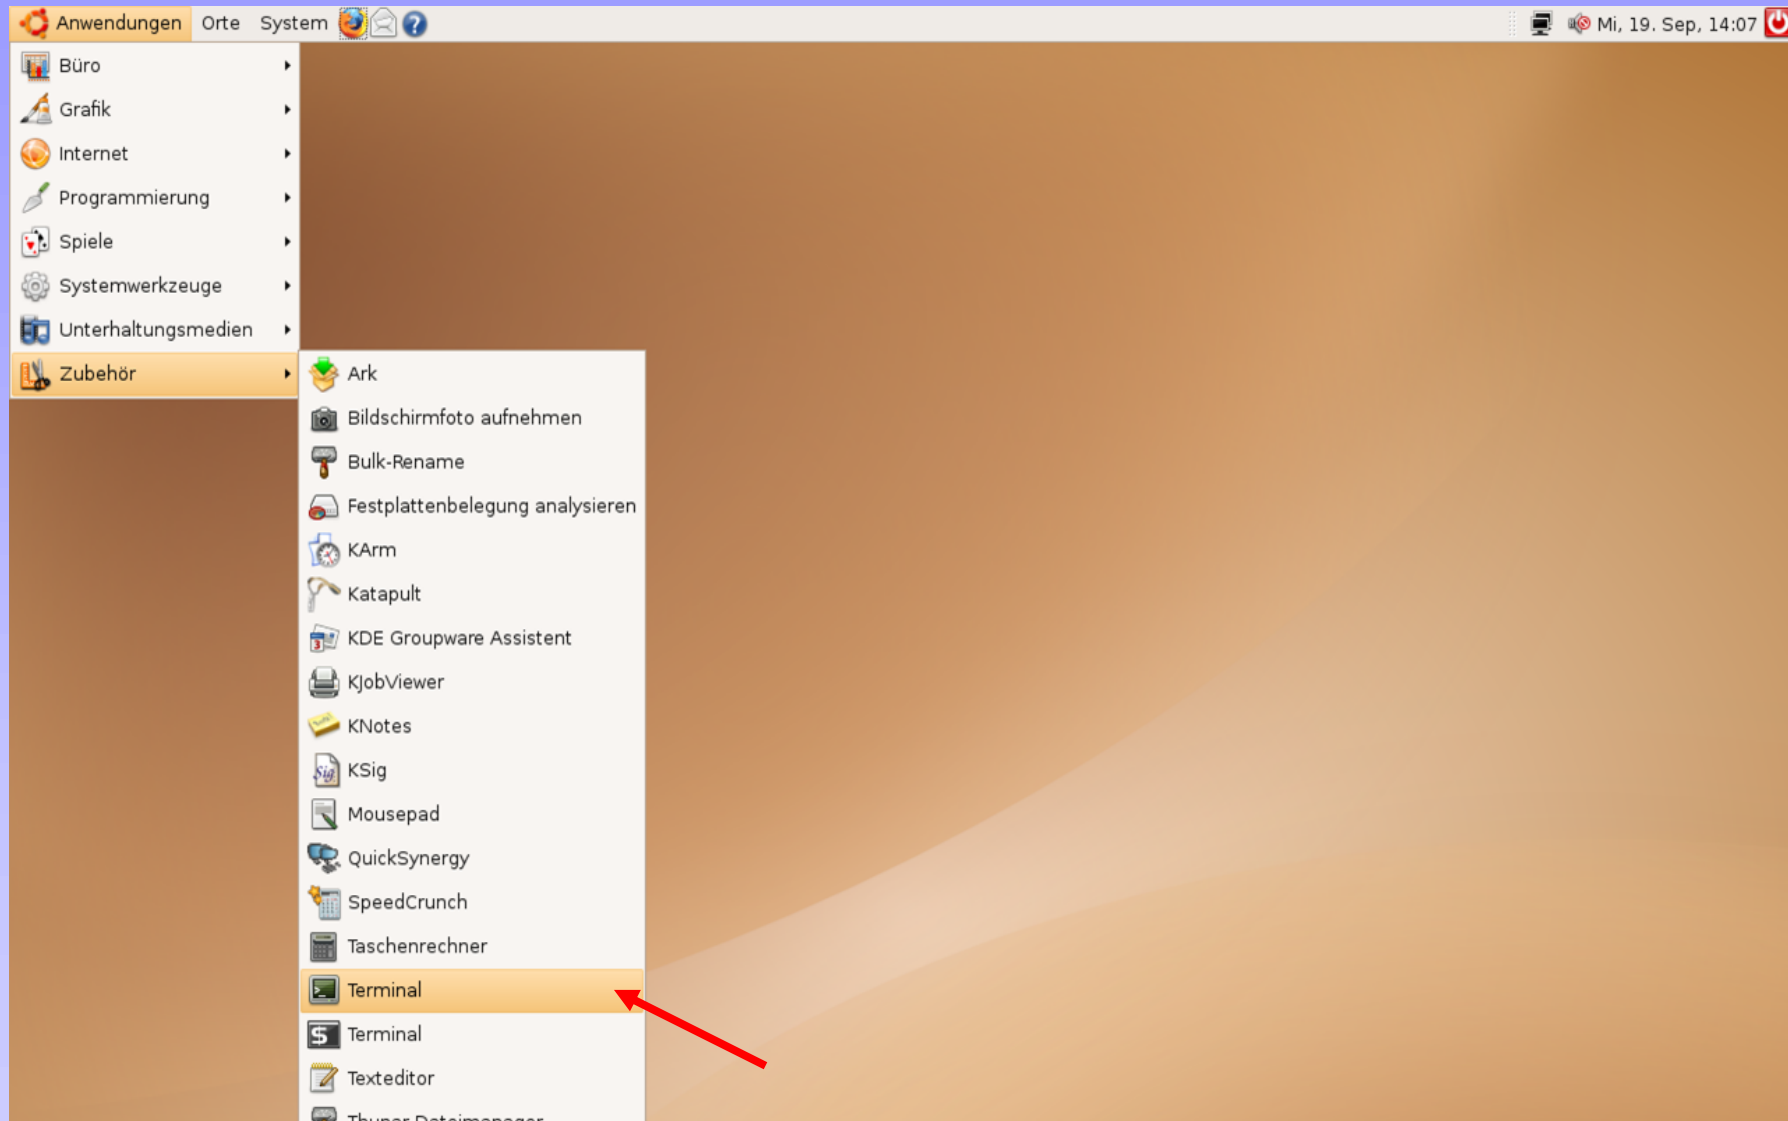 Anwendungen Orte System Mi, 19. Sep, 14:07
Büro
Grafik
Internet
Programmierung
Spiele
Systemwerkzeuge
Unterhaltungsmedien
Zubehör
Ark
Bildschirmfoto aufnehmen
Bulk-Rename
Festplattenbelegung analysieren
KArm
Katapult
KDE Groupware Assistent
KJobViewer
KNotes
KSig
Mousepad
QuickSynergy
SpeedCrunch
Taschenrechner
Terminal
Terminal
Texteditor
Thunar Dateimanager